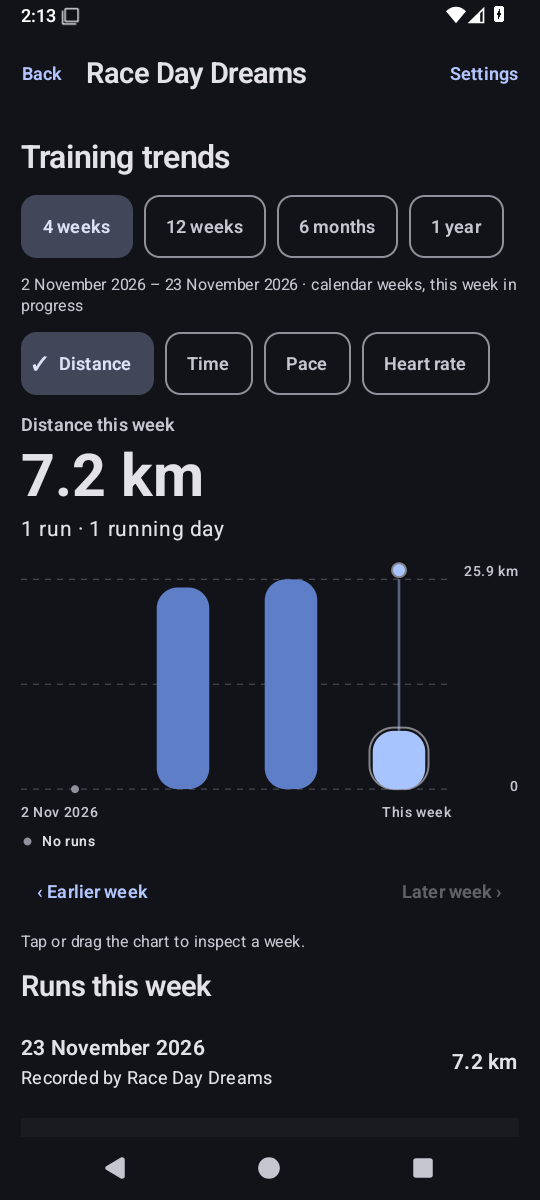 2:13
Back Race Day Dreams Settings
Training trends
4 weeks 12 weeks 6 months 1 year
2 November 2026 – 23 November 2026 · calendar weeks, this week in
progress
✓ Distance Time Pace Heart rate
Distance this week
7.2 km
1 run · 1 running day
25.9 km
0
2 Nov 2026 This week
No runs
‹ Earlier week Later week ›
Tap or drag the chart to inspect a week.
Runs this week
23 November 2026
7.2 km
Recorded by Race Day Dreams